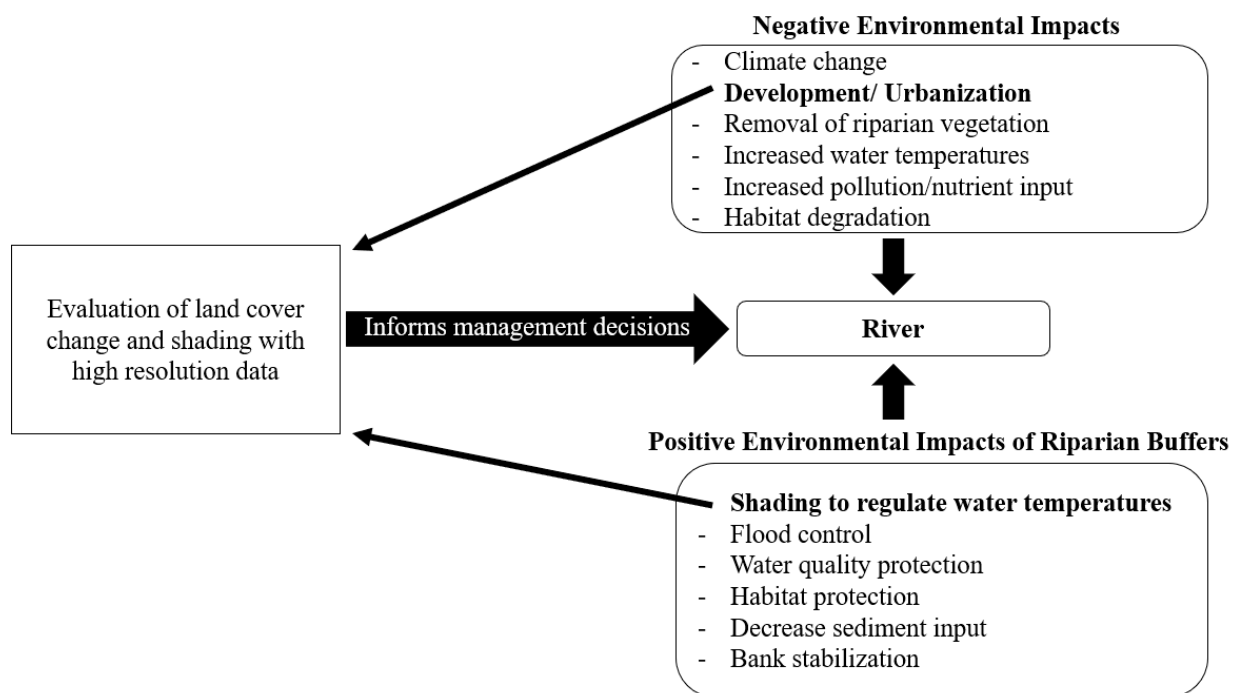 Negative Environmental Impacts
- Climate change
Development/ Urbanization
- Removal of riparian vegetation
- Increased water temperatures
- Increased pollution/nutrient input
- Habitat degradation
Evaluation of land cover
change and shading with
high resolution data
Informs management decisions
River
Positive Environmental Impacts of Riparian Buffers
Shading to regulate water temperatures
- Flood control
- Water quality protection
- Habitat protection
- Decrease sediment input
- Bank stabilization